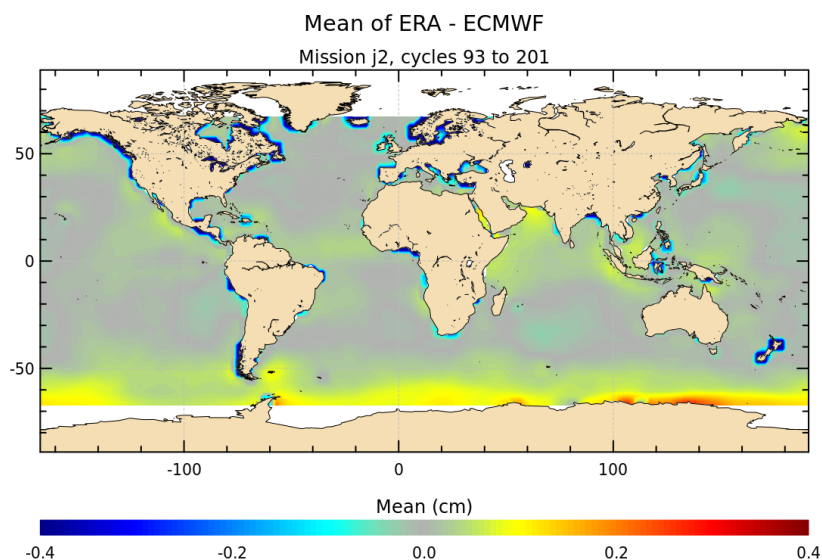 Mean of ERA - ECMWF
Mission j2, cycles 93 to 201
50
0
-50
-100 0 100
Mean (cm)
-0.4 -0.2 0.0 0.2 0.4